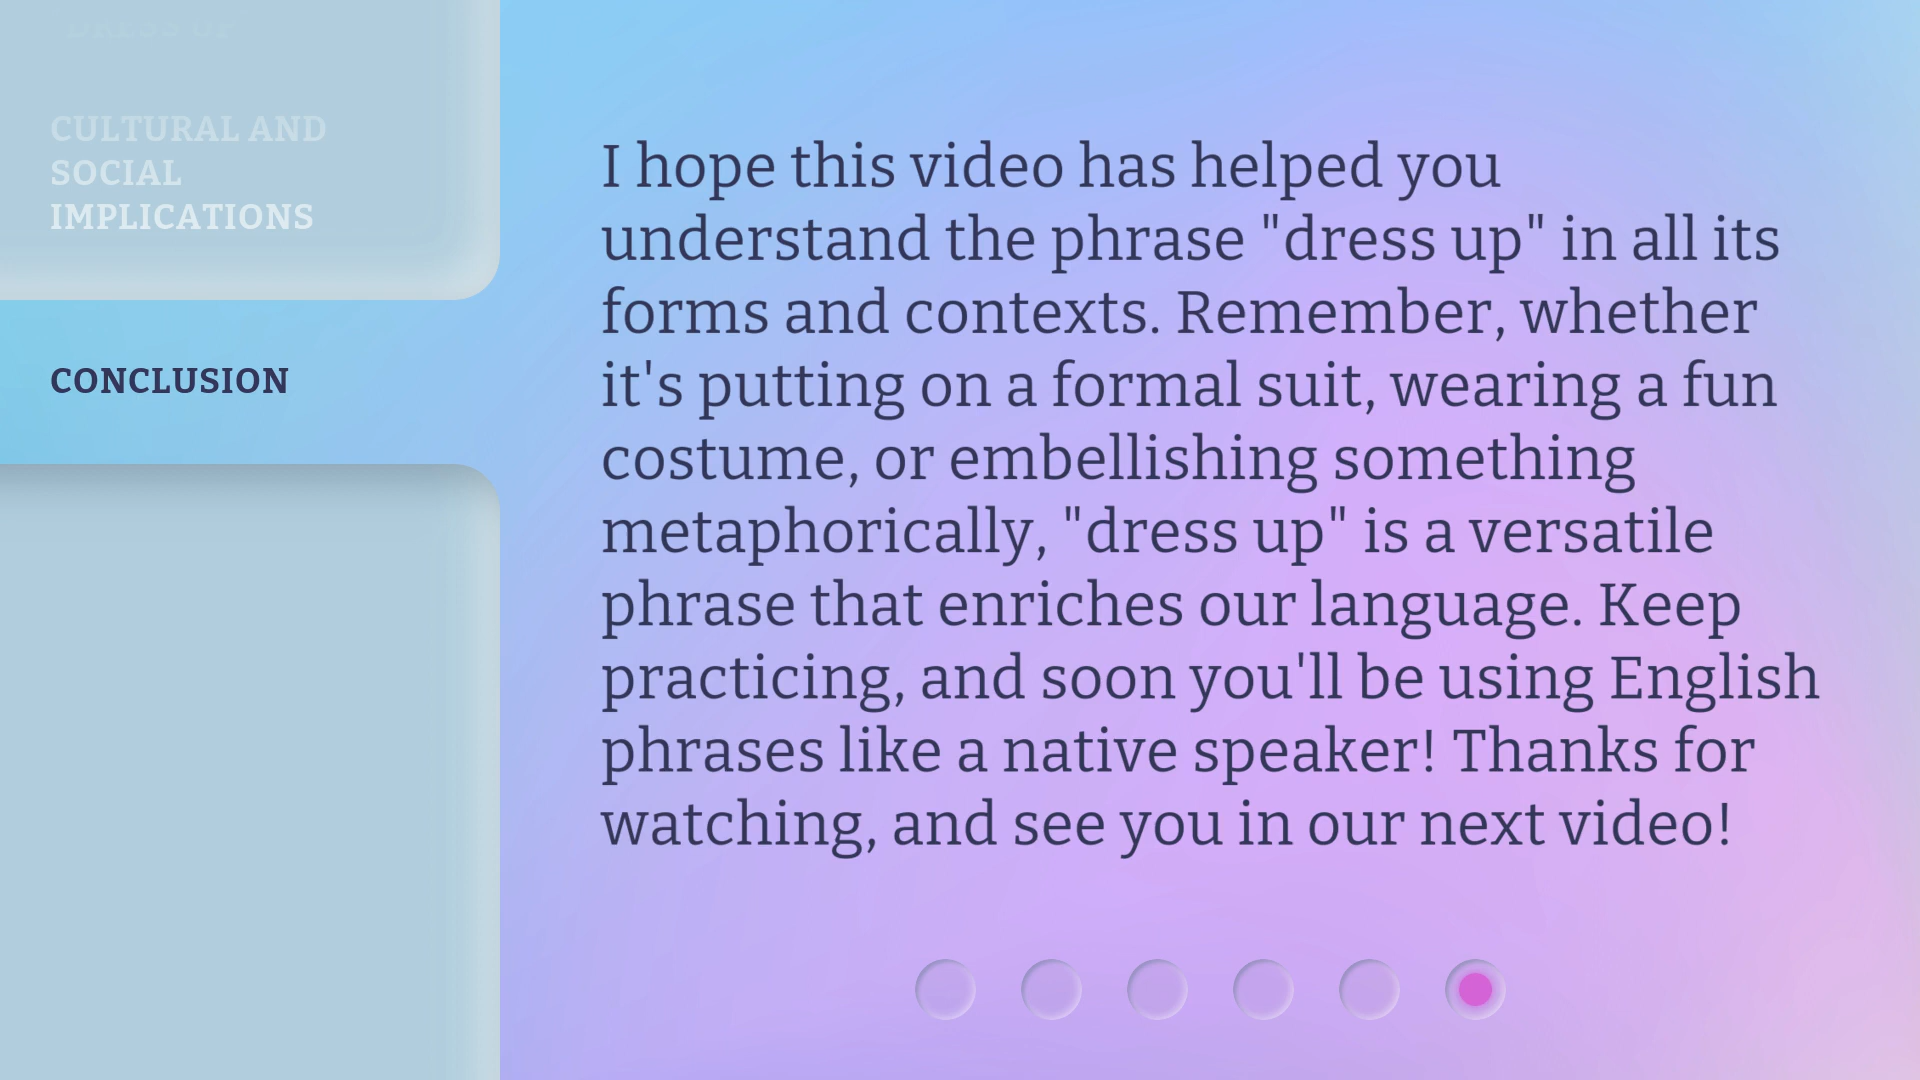 DRESS UP
CULTURAL AND
SOCIAL
IMPLICATIONS
CONCLUSION
I hope this video has helped you
understand the phrase "dress up" in all its
forms and contexts. Remember, whether
it's putting on a formal suit, wearing a fun
costume, or embellishing something
metaphorically, "dress up" is a versatile
phrase that enriches our language. Keep
practicing, and soon you'll be using English
phrases like a native speaker! Thanks for
watching, and see you in our next video!